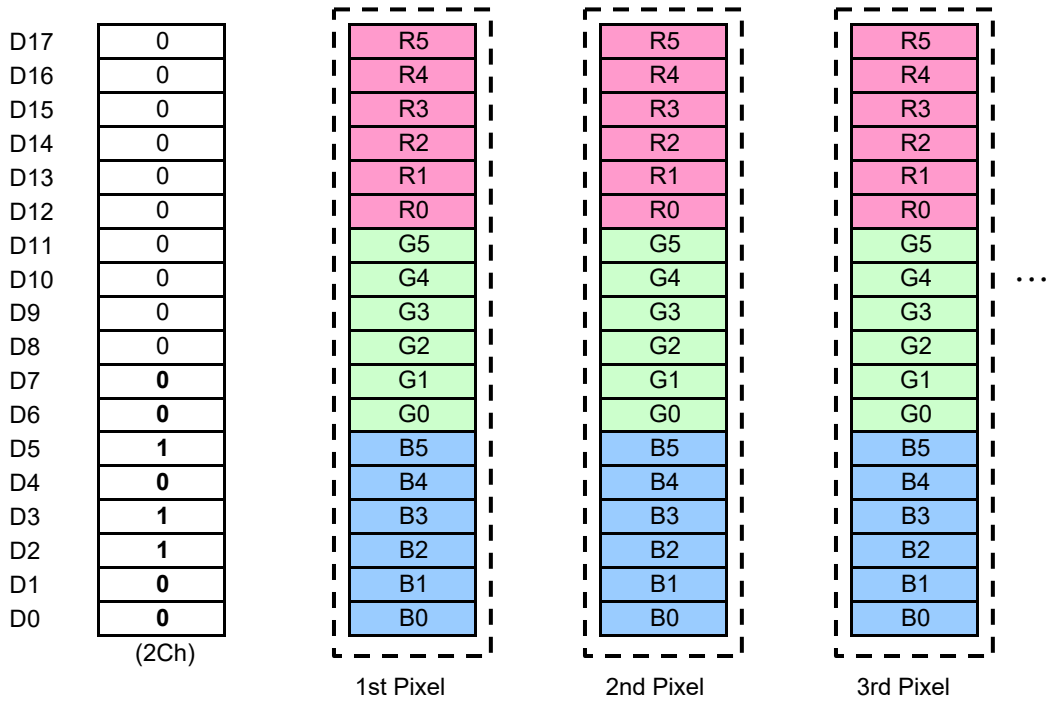 D17 0 R5 R5 R5
D16 0 R4 R4 R4
D15 0 R3 R3 R3
D14 0 R2 R2 R2
D13 0 R1 R1 R1
D12 0 R0 R0 R0
D11 0 G5 G5 G5
D10 0 G4 G4 G4 ...
D9 0 G3 G3 G3
D8 0 G2 G2 G2
D7 0 G1 G1 G1
D6 0 G0 G0 G0
D5 1 B5 B5 B5
D4 0 B4 B4 B4
D3 1 B3 B3 B3
D2 1 B2 B2 B2
D1 0 B1 B1 B1
D0 0 B0 B0 B0
(2Ch)
1st Pixel 2nd Pixel 3rd Pixel